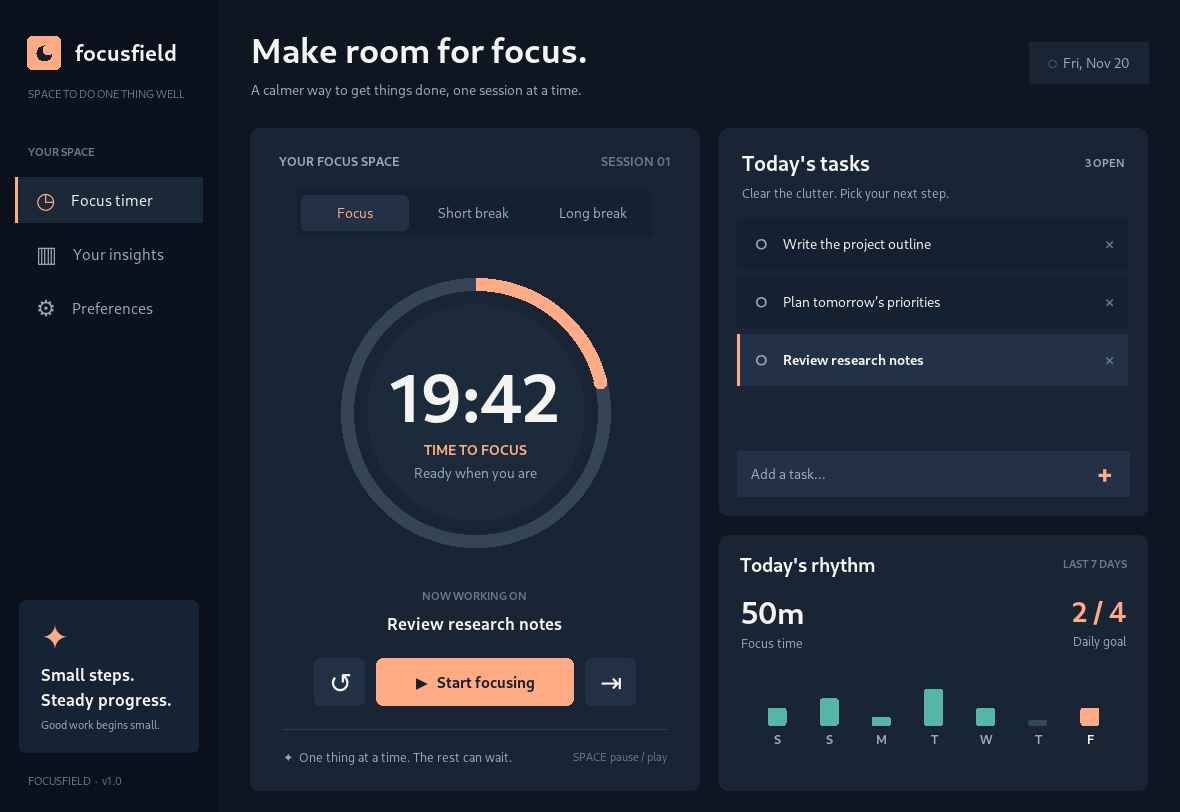 focusfield
SPACE TO DO ONE THING WELL
YOUR SPACE
Focus timer
Your insights
Preferences
Small steps.
Steady progress.
Good work begins small.
FOCUSFIELD · v1.0
Make room for focus.
A calmer way to get things done, one session at a time.
Fri, Nov 20
YOUR FOCUS SPACE
SESSION 01
Focus
Short break
Long break
19:42
TIME TO FOCUS
Ready when you are
NOW WORKING ON
Review research notes
Start focusing
One thing at a time. The rest can wait.
SPACE pause / play
Today's tasks
3 OPEN
Clear the clutter. Pick your next step.
Write the project outline
Plan tomorrow's priorities
Review research notes
Add a task...
Today's rhythm
LAST 7 DAYS
50m
2 / 4
Focus time
Daily goal
S S M T W T F